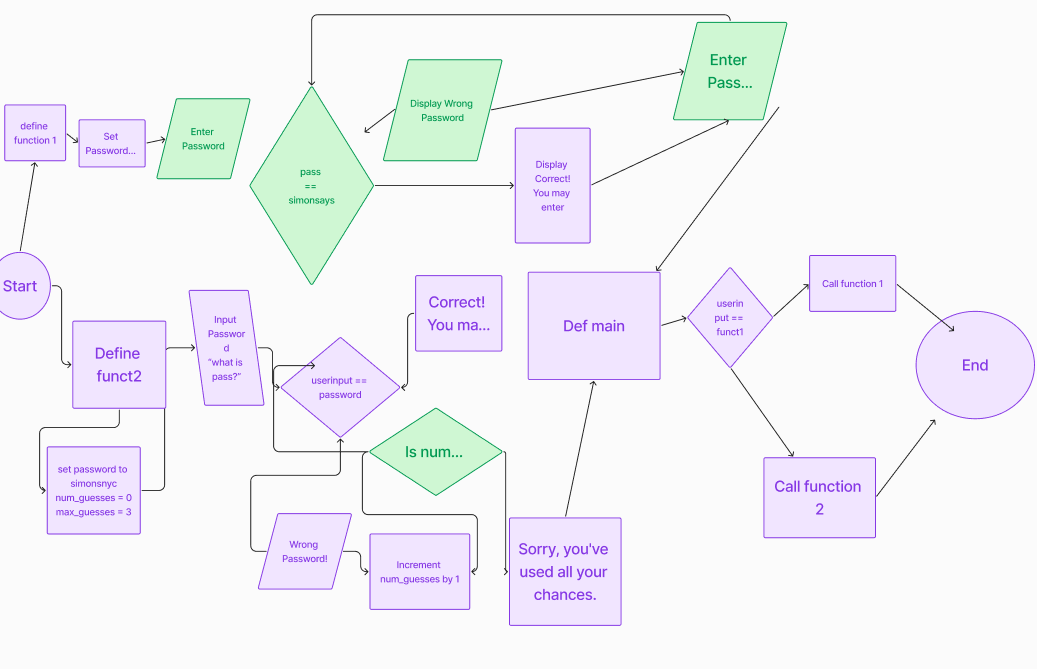 define
function 1
Set
Password...
Enter
Password
pass
==
simonsays
Display Wrong
Password
Display
Correct!
You may
enter
Enter
Pass...
Start
Define
funct2
set password to
simonsnyc
num_guesses = 0
max_guesses = 3
Input
Passwor
d
"what is
pass?"
userinput ==
password
Correct!
You ma...
Is num...
Wrong
Password!
Increment
num_guesses by 1
Sorry, you've
used all your
chances.
Def main
userin
put ==
funct1
Call function 1
Call function
2
End